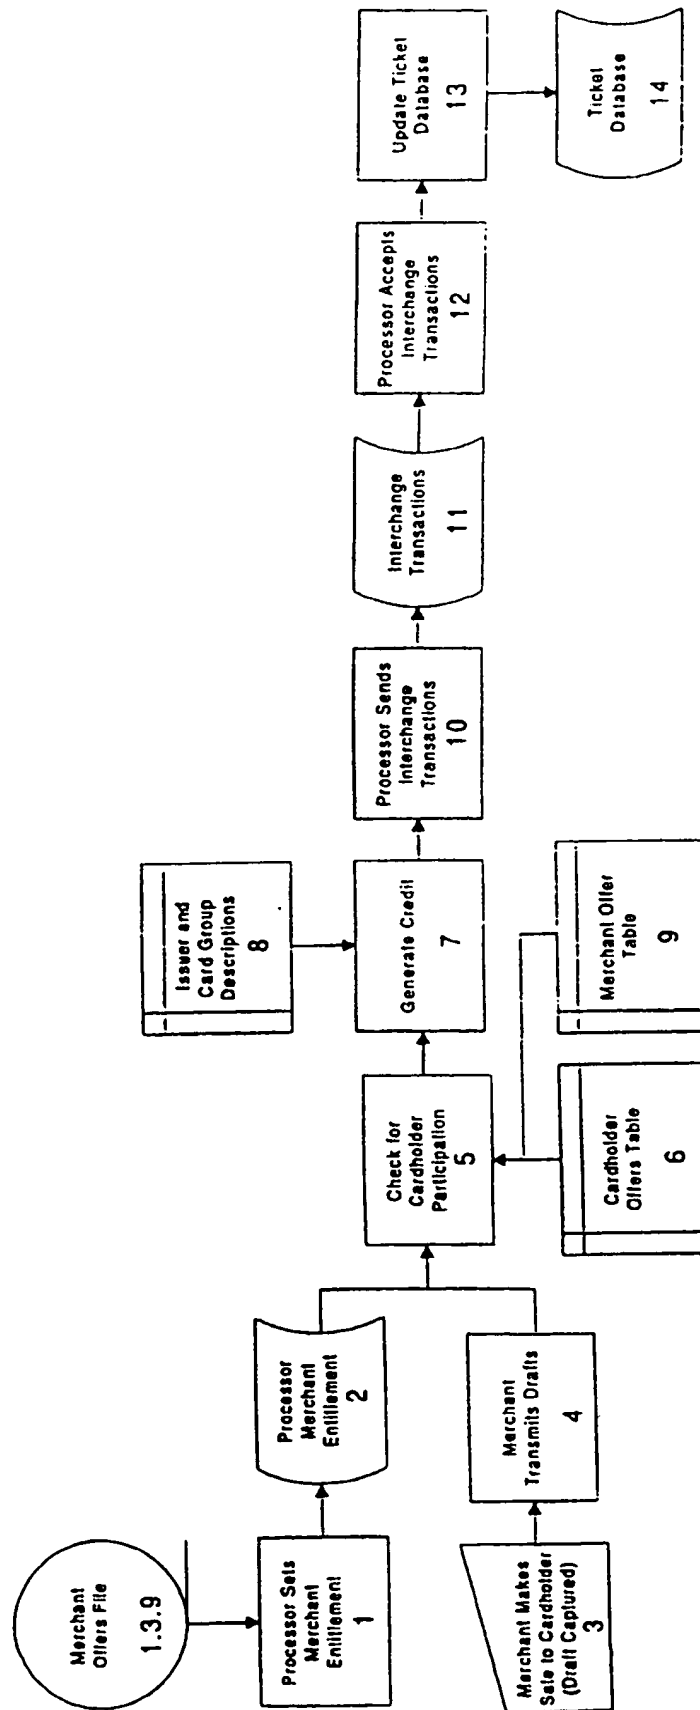 Merchant
Offers File
1.3.9
Processor Sets
Merchant
Entitlement
1
Processor
Merchant
Entitlement
2
Merchant Makes
Sale to Cardholder
(Draft Captured)
3
Merchant
Transmits Drafts
4
Check for
Cardholder
Participation
5
Cardholder
Offers Table
6
Generate Credit
7
Issuer and
Card Group
Descriptions
8
Merchant Offer
Table
9
Processor Sends
Interchange
Transactions
10
Interchange
Transactions
11
Processor Accepts
Interchange
Transactions
12
Update Ticket
Database
13
Ticket
Database
14